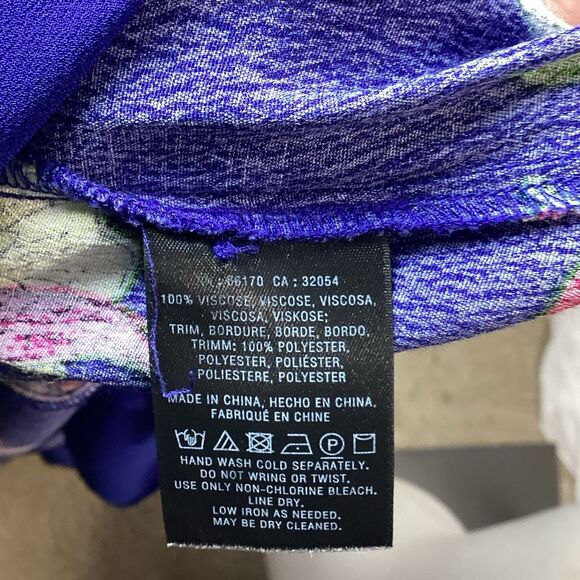 66170 CA : 32054
100% VISCOSE, VISCOSE, VISCOSA,
VISCOSA, VISKOSE;
TRIM, BORDURE, BORDE, BORDO,
TRIMM: 100% POLYESTER,
POLYESTER, POLIÉSTER,
POLIESTERE, POLYESTER
MADE IN CHINA, HECHO EN CHINA,
FABRIQUÉ EN CHINE
P
HAND WASH COLD SEPARATELY.
DO NOT WRING OR TWIST.
USE ONLY NON-CHLORINE BLEACH.
LINE DRY.
LOW IRON AS NEEDED.
MAY BE DRY CLEANED.